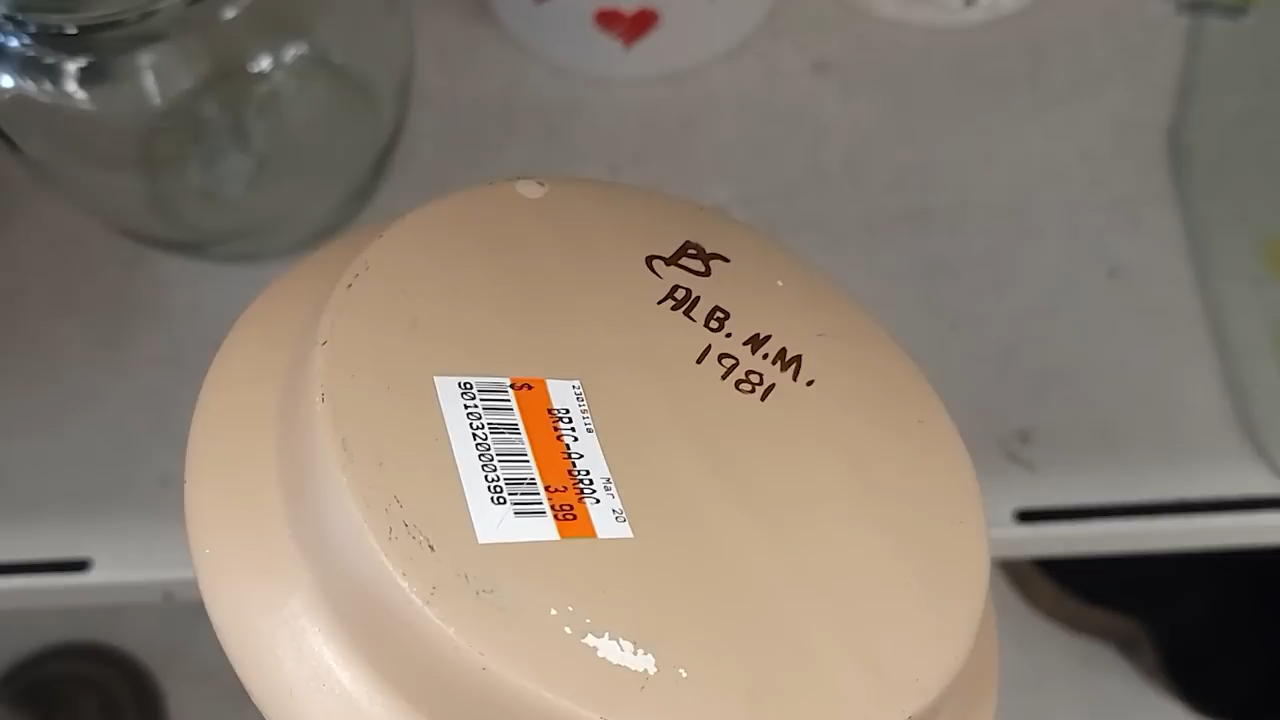 BS
ALB. N.M.
1981
23015118 Mar 20
BRIC-A-BRAC
$ 3.99
901032000399